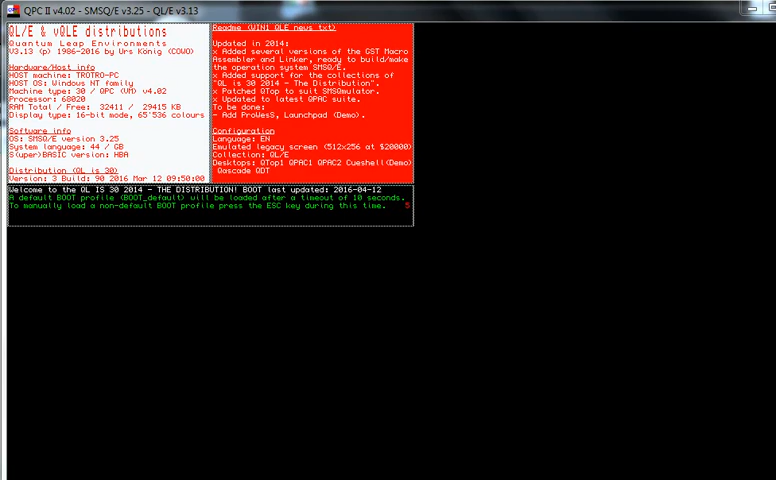 QPC II v4.02 - SMSQ/E v3.25 - QL/E v3.13
QL/E & vQLE distributions
Quantum Leap Environments
V3.13 (p) 1986-2016 by Urs König (COWO)
Hardware/Host info
HOST machine: TROTRO-PC
HOST OS: Windows NT family
Machine type: 30 / QPC (VM) v4.02
Processor: 68020
RAM Total / Free:  32411 /  29415 KB
Display type: 16-bit mode, 65'536 colours
Software info
OS: SMSQ/E version 3.25
System language: 44 / GB
S(uper)BASIC version: HBA
Distribution (QL is 30)
Version: 3 Build: 90 2016 Mar 12 09:50:00
Readme (WIN1_QLE_news_txt)
Updated in 2014:
x Added several versions of the GST Macro
Assembler and Linker, ready to build/make
the operation system SMSQ/E.
x Added support for the collections of
"QL is 30 2014 - The Distribution".
x Patched QTop to suit SMSQmulator.
x Updated to latest QPAC suite.
To be done:
- Add ProWesS, Launchpad (Demo).
Configuration
Language: EN
Emulated legacy screen (512x256 at $20000)
Collection: QL/E
Desktops: QTop1 QPAC1 QPAC2 Cueshell(Demo)
Qascade QDT
Welcome to the QL IS 30 2014 - THE DISTRIBUTION! BOOT last updated: 2016-04-12
A default BOOT profile (BOOT_default) will be loaded after a timeout of 10 seconds.
To manually load a non-default BOOT profile press the ESC key during this time. 5